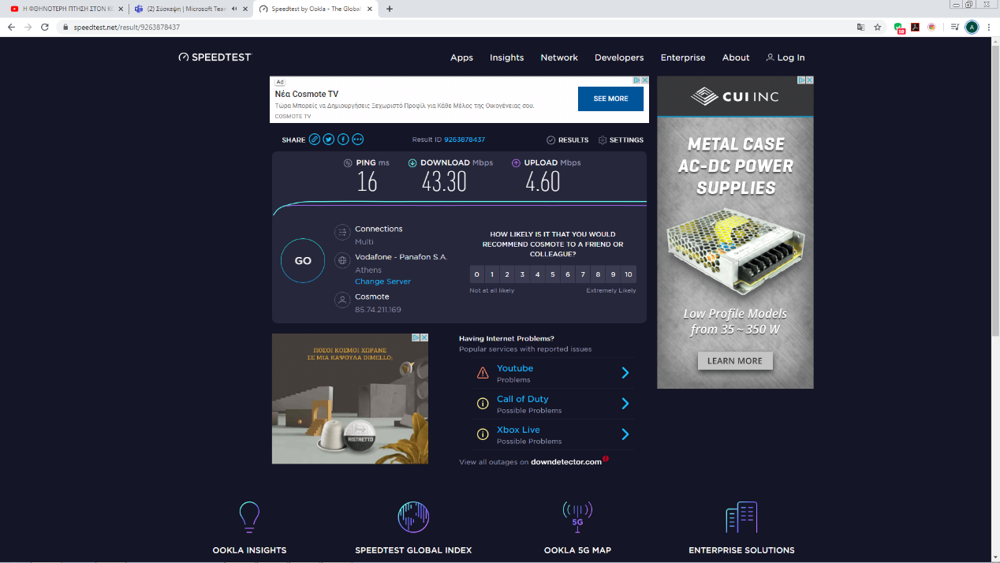 Η ΦΘΗΝΟΤΕΡΗ ΠΤΗΣΗ ΣΤΟΝ ΚΟ
(2) Σύσκεψη | Microsoft Team
Speedtest by Ookla - The Global
speedtest.net/result/9263878437
10
A
SPEEDTEST
Apps
Insights
Network
Developers
Enterprise
About
Log In
Ad
Νέα Cosmote TV
Τώρα Μπορείς να Δημιουργήσεις Ξεχωριστό Προφίλ για Κάθε Μέλος της Οικογένειας σου.
COSMOTE TV
SEE MORE
SHARE
Result ID 9263878437
RESULTS
SETTINGS
PING ms
16
DOWNLOAD Mbps
43.30
UPLOAD Mbps
4.60
GO
Connections
Multi
Vodafone - Panafon S.A.
Athens
Change Server
Cosmote
85.74.211.169
HOW LIKELY IS IT THAT YOU WOULD
RECOMMEND COSMOTE TO A FRIEND OR
COLLEAGUE?
0 1 2 3 4 5 6 7 8 9 10
Not at all likely
Extremely Likely
CUI INC
METAL CASE
AC-DC POWER
SUPPLIES
Low Profile Models
from 35 ~ 350 W
LEARN MORE
ΠΟΣΟΙ ΚΟΣΜΟΙ ΧΩΡΑΝΕ
ΣΕ ΜΙΑ ΚΑΨΟΥΛΑ DIMELLO;
RISTRETTO
Having Internet Problems?
Popular services with reported issues
Youtube
Problems
Call of Duty
Possible Problems
Xbox Live
Possible Problems
View all outages on downdetector.com
OOKLA INSIGHTS
SPEEDTEST GLOBAL INDEX
5G
OOKLA 5G MAP
ENTERPRISE SOLUTIONS